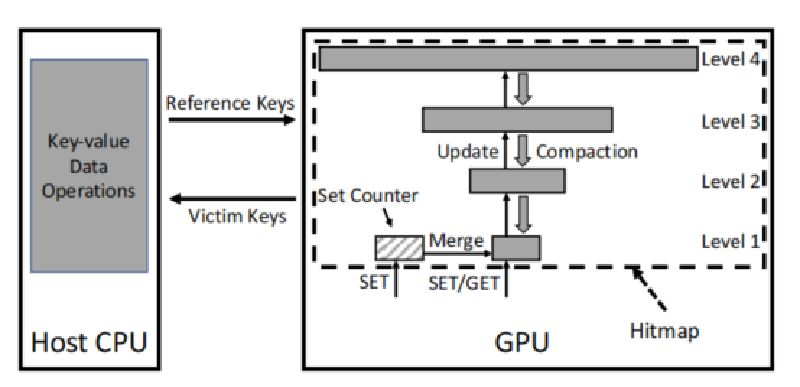 Key-value
Data
Operations
Host CPU
Reference Keys
Victim Keys
Level 4
Level 3
Update
Compaction
Level 2
Set Counter
Merge
Level 1
SET
SET/GET
Hitmap
GPU